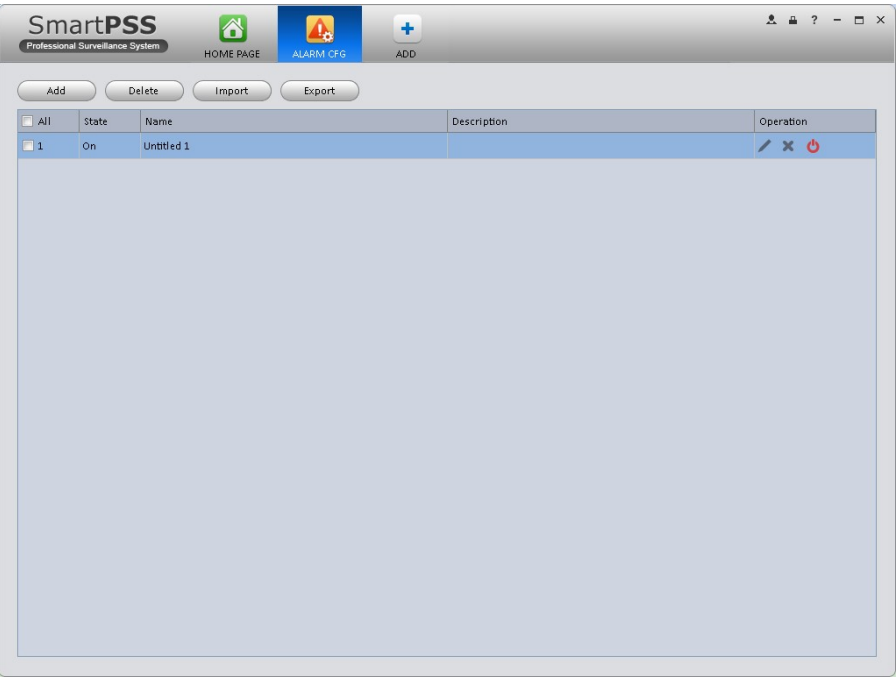 SmartPSS
Professional Surveillance System
HOME PAGE
ALARM CFG
ADD
?
Add
Delete
Import
Export
All State Name Description Operation
1 On Untitled 1